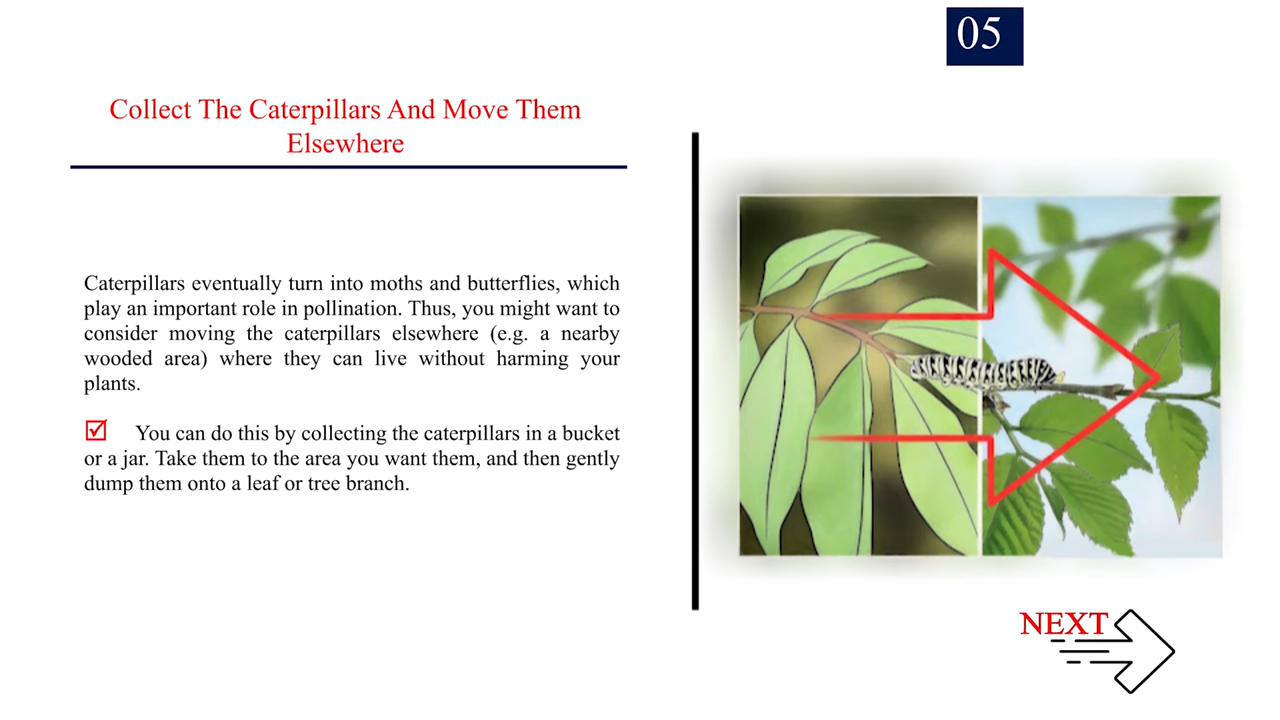 05
Collect The Caterpillars And Move Them
Elsewhere
Caterpillars eventually turn into moths and butterflies, which
play an important role in pollination. Thus, you might want to
consider moving the caterpillars elsewhere (e.g. a nearby
wooded area) where they can live without harming your
plants.
You can do this by collecting the caterpillars in a bucket
or a jar. Take them to the area you want them, and then gently
dump them onto a leaf or tree branch.
NEXT